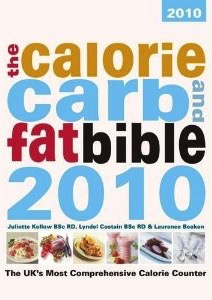 2010
the calorie
carb and
fat bible
2010
Juliette Kellow BSc RD, Lyndel Costain BSc RD & Laurence Beeken
The UK's Most Comprehensive Calorie Counter